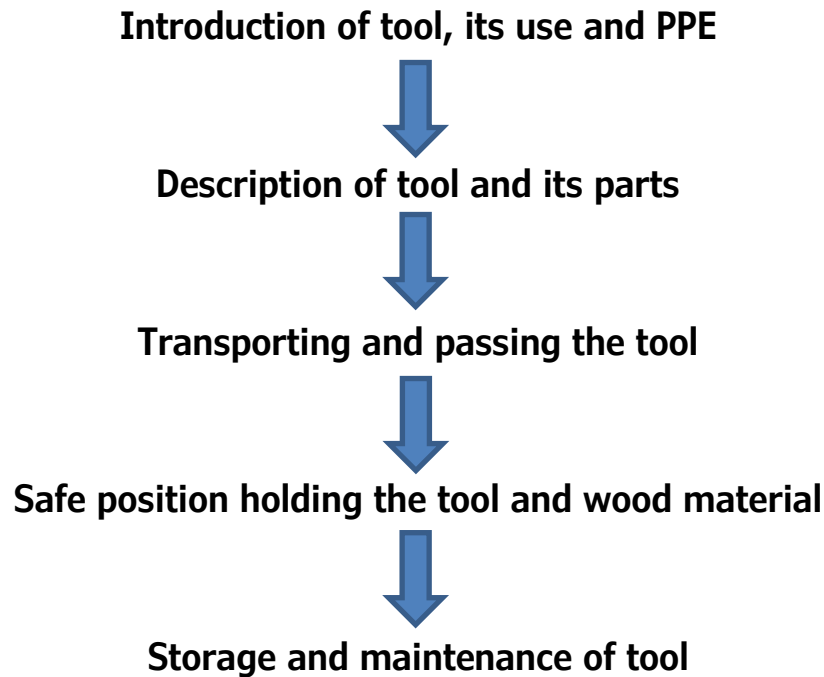 Introduction of tool, its use and PPE
Description of tool and its parts
Transporting and passing the tool
Safe position holding the tool and wood material
Storage and maintenance of tool